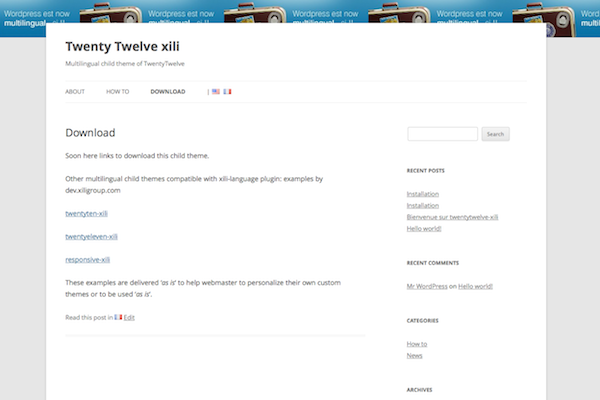 Wordpress est now
multilingual
Wordpress est now
multilingual
Wordpress est now
multilingual
Wordpress est now
multilingual
Wordp
Twenty Twelve xili
Multilingual child theme of TwentyTwelve
ABOUT HOW TO DOWNLOAD |
Download
Search
Soon here links to download this child theme.
Other multilingual child themes compatible with xili-language plugin: examples by
dev.xiligroup.com
twentyten-xili
twentyeleven-xili
responsive-xili
These examples are delivered 'as is' to help webmaster to personalize their own custom
themes or to be used 'as is'.
Read this post in Edit
RECENT POSTS
Installation
Installation
Bienvenue sur twentytwelve-xili
Hello world!
RECENT COMMENTS
Mr WordPress on Hello world!
CATEGORIES
How to
News
ARCHIVES